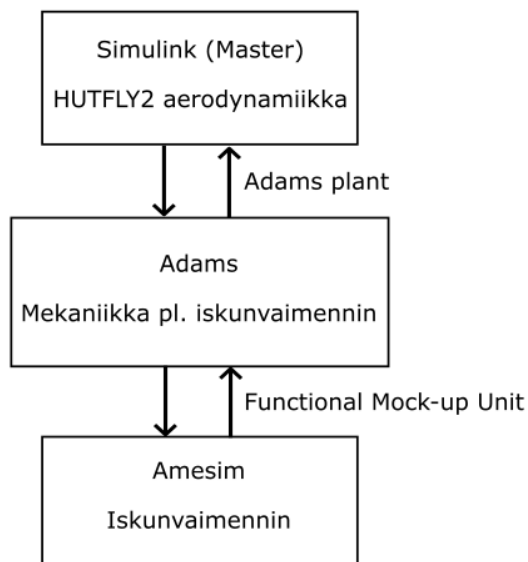 Simulink (Master)
HUTFLY2 aerodynamiikka
Adams plant
Adams
Mekaniikka pl. iskunvaimennin
Functional Mock-up Unit
Amesim
Iskunvaimennin